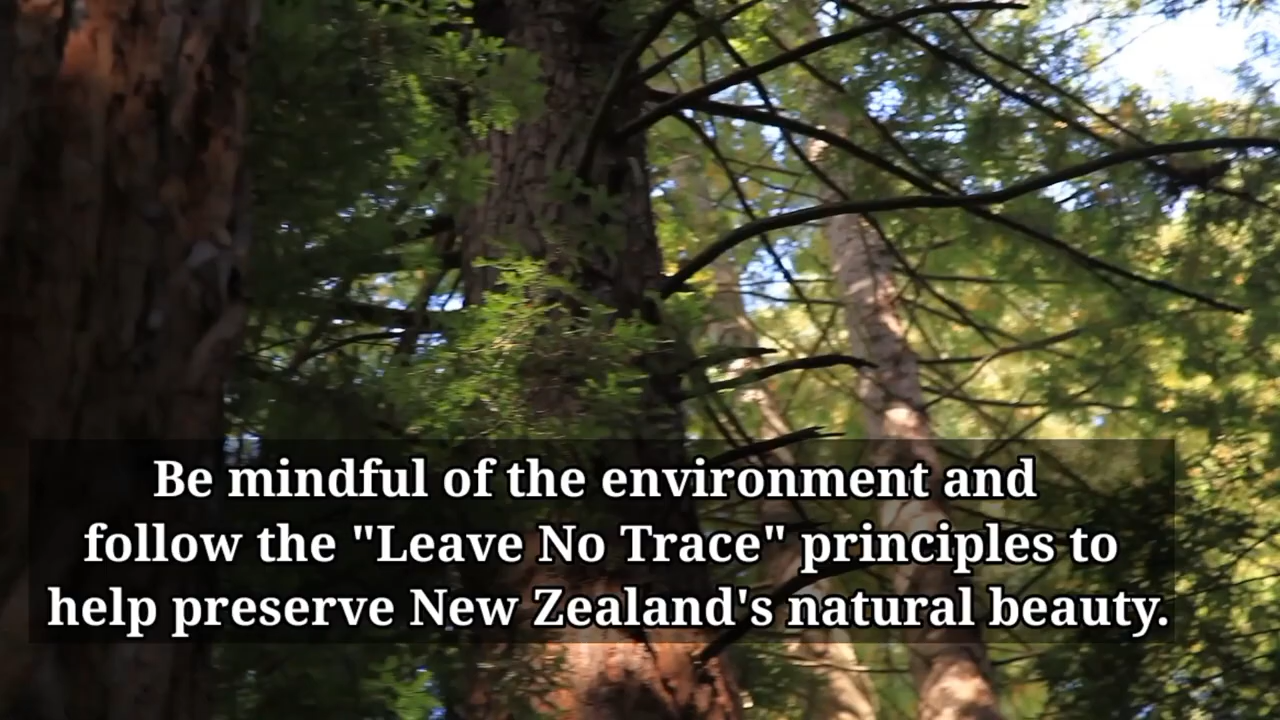 Be mindful of the environment and
follow the "Leave No Trace" principles to
help preserve New Zealand's natural beauty.